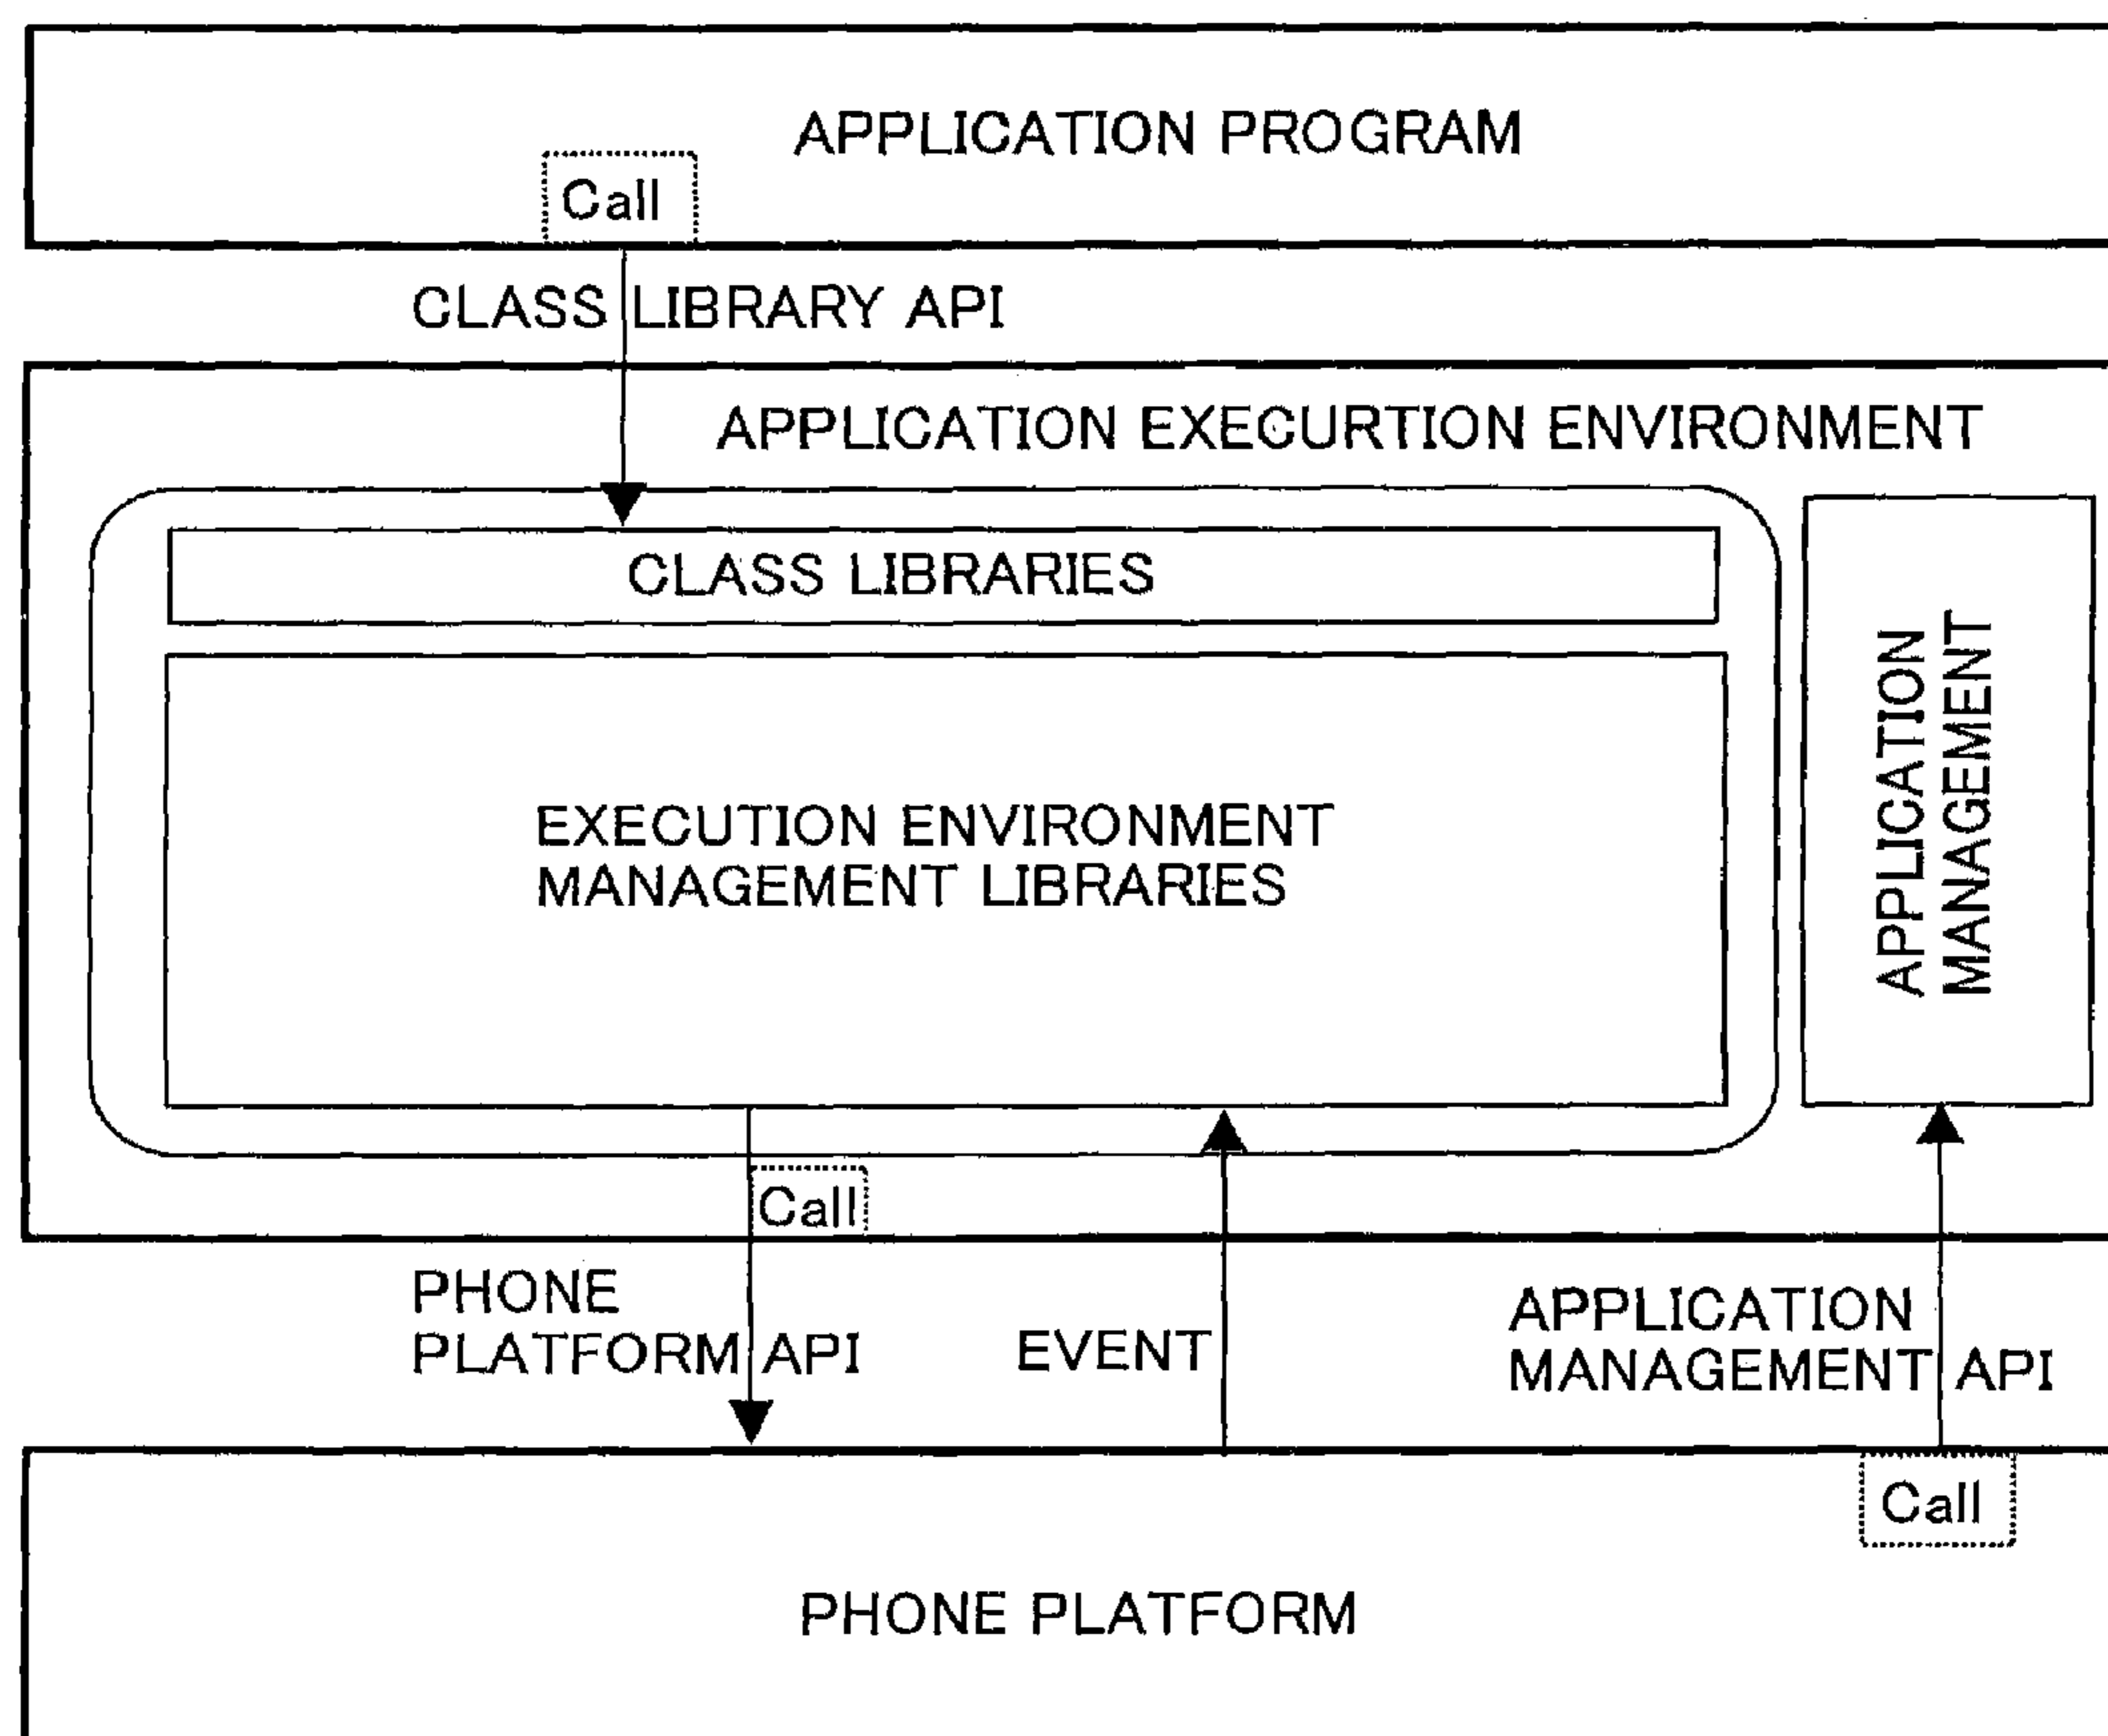 APPLICATION PROGRAM
Call
CLASS LIBRARY API
APPLICATION EXECURTION ENVIRONMENT
CLASS LIBRARIES
EXECUTION ENVIRONMENT
MANAGEMENT LIBRARIES
APPLICATION
MANAGEMENT
Call
PHONE
PLATFORM API
EVENT
APPLICATION
MANAGEMENT API
Call
PHONE PLATFORM